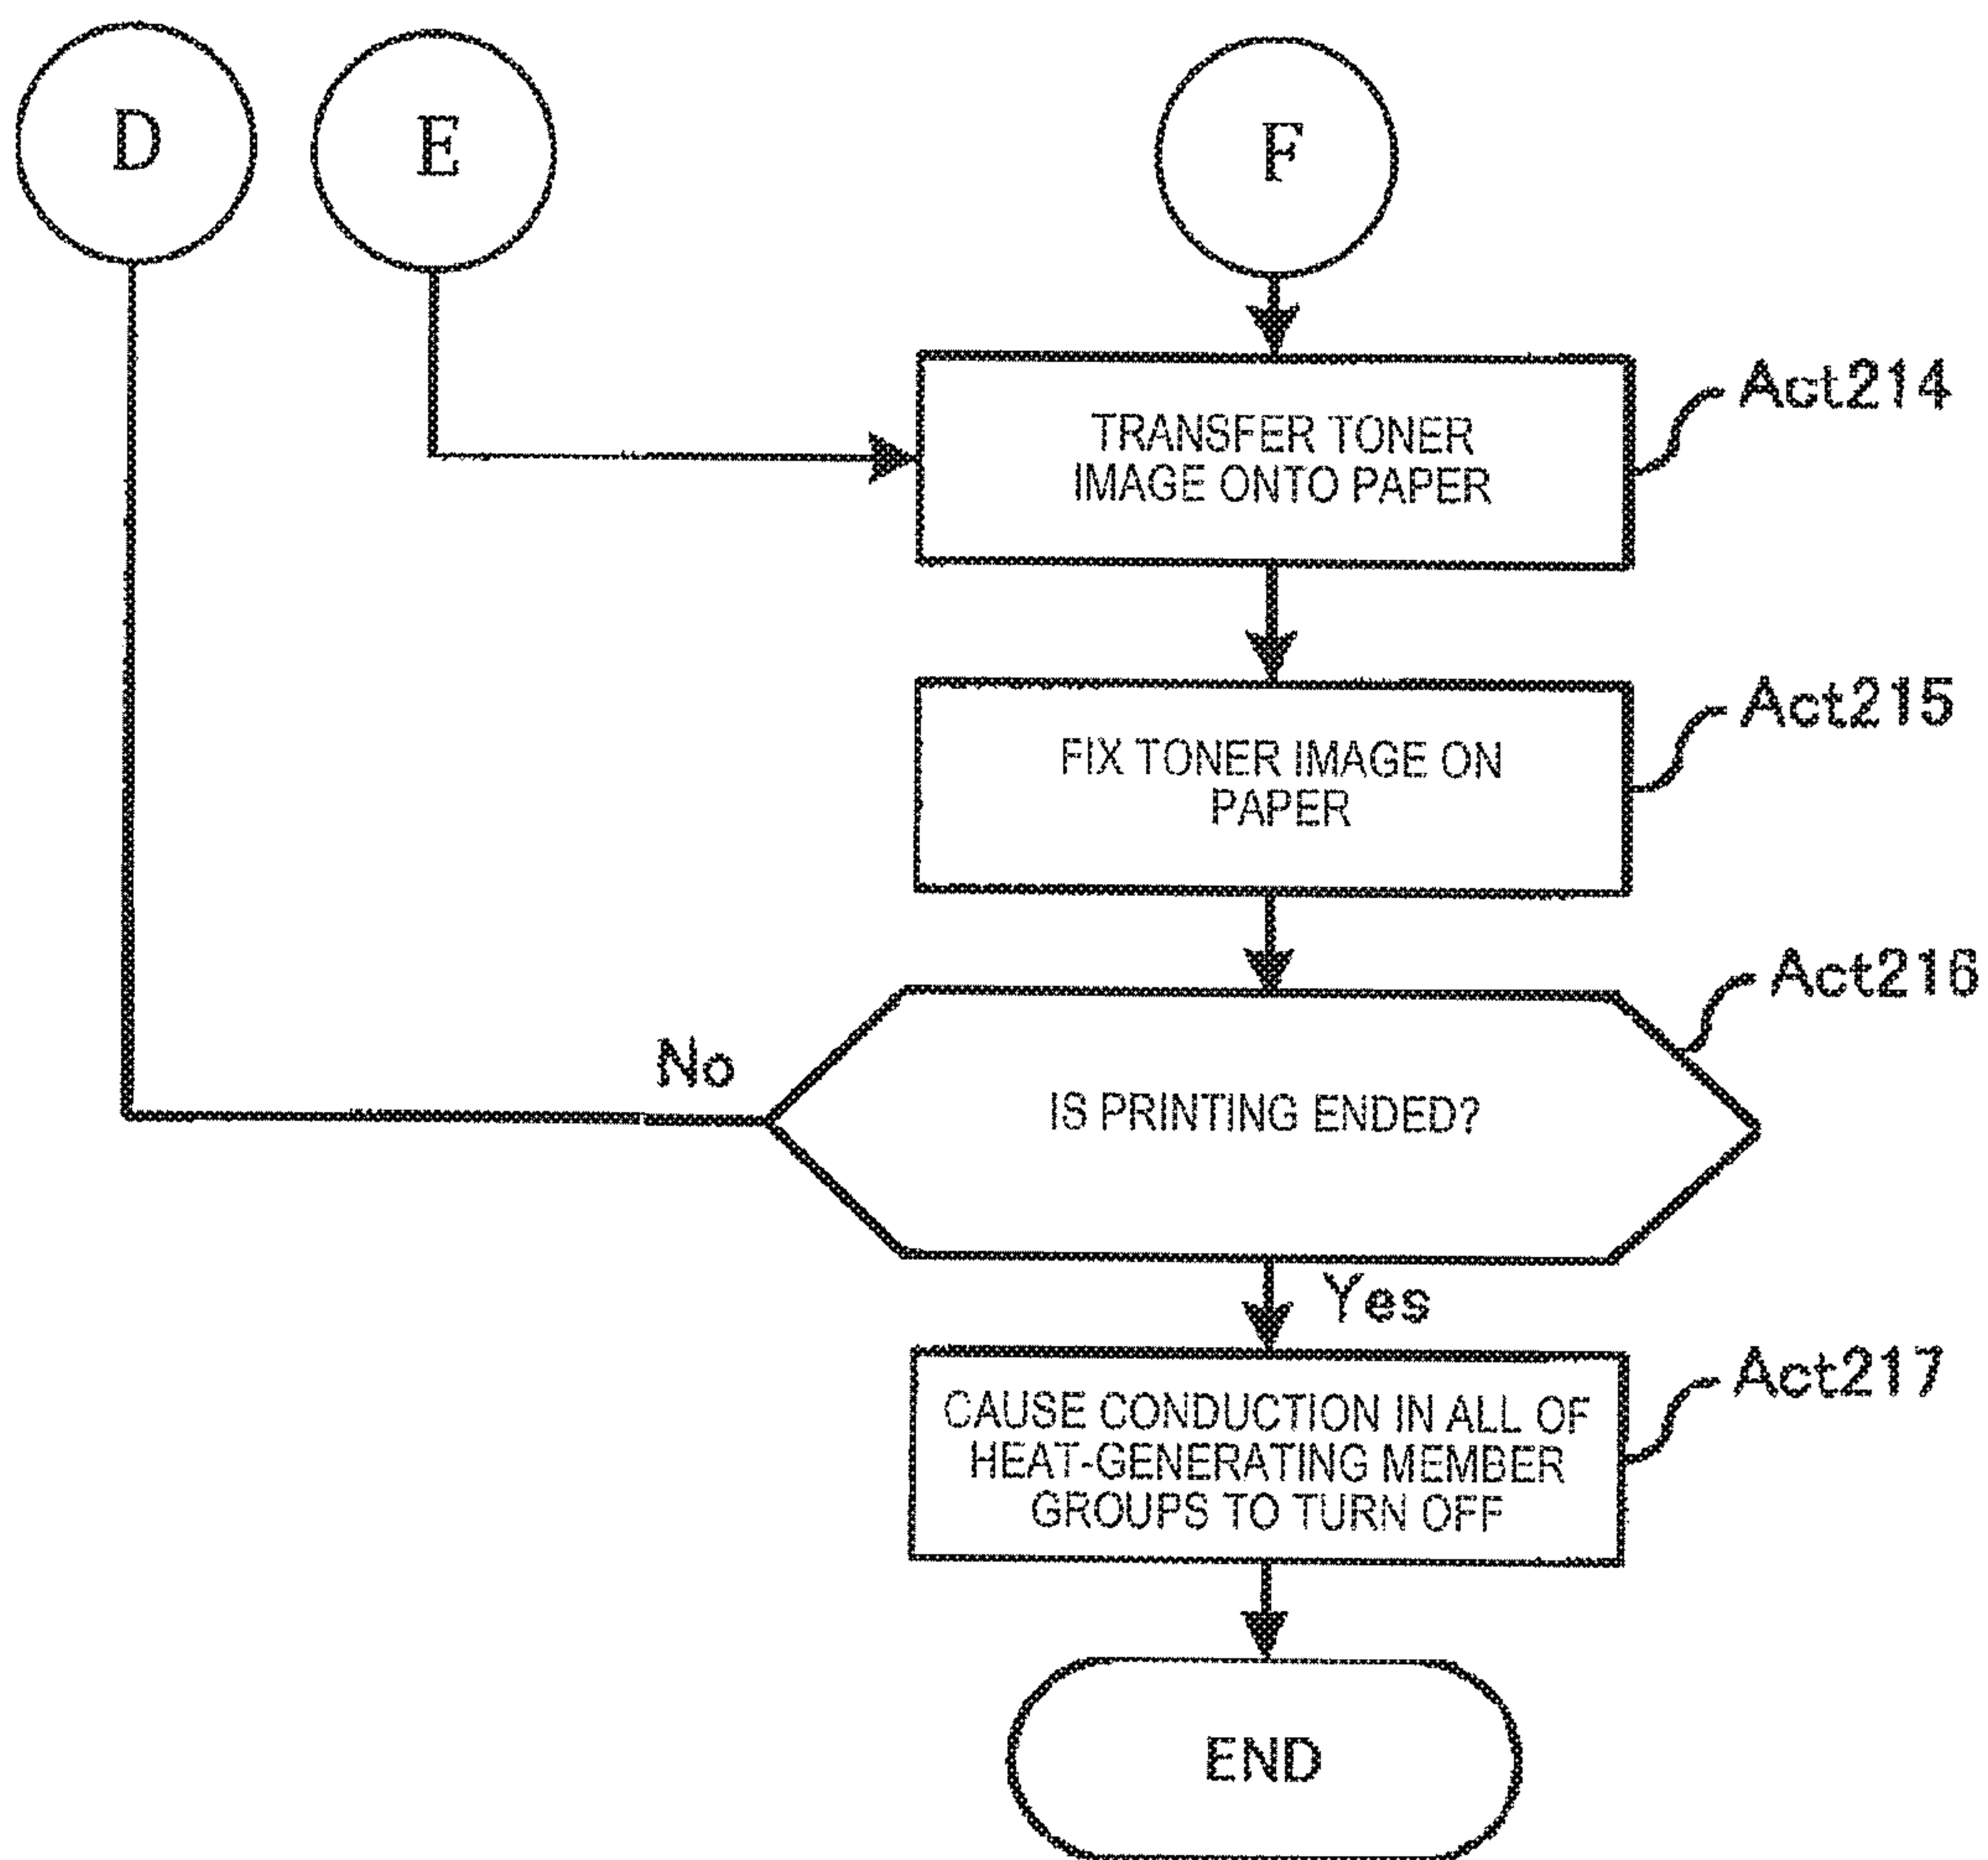 D
E
F
Act214
TRANSFER TONER
IMAGE ONTO PAPER
Act215
FIX TONER IMAGE ON
PAPER
Act216
No
IS PRINTING ENDED?
Yes
Act217
CAUSE CONDUCTION IN ALL OF
HEAT-GENERATING MEMBER
GROUPS TO TURN OFF
END